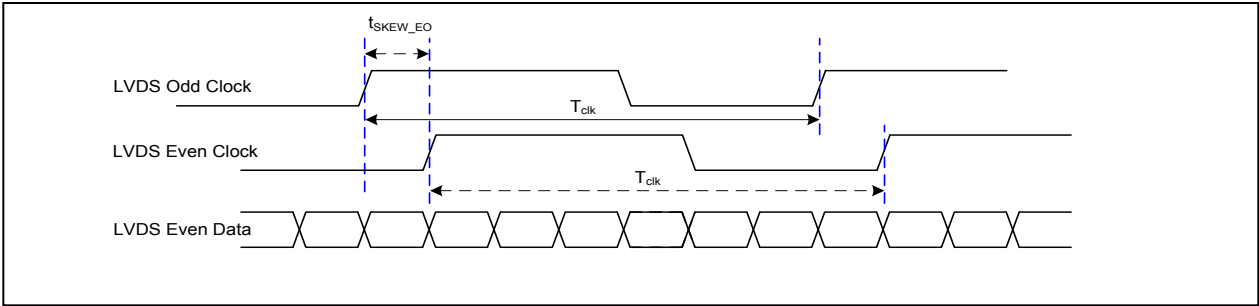 tSKEW_EO
LVDS Odd Clock
Tclk
LVDS Even Clock
Tclk
LVDS Even Data